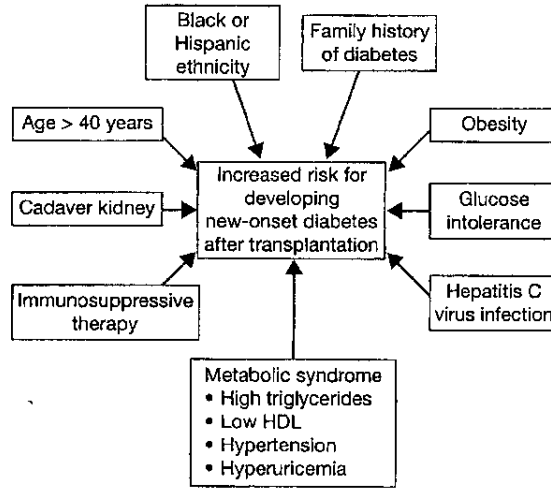 Black or
Hispanic
ethnicity
Family history
of diabetes
Age > 40 years
Obesity
Increased risk for
developing
new-onset diabetes
after transplantation
Cadaver kidney
Glucose
intolerance
Immunosuppressive
therapy
Hepatitis C
virus infection
Metabolic syndrome
• High triglycerides
• Low HDL
• Hypertension
• Hyperuricemia